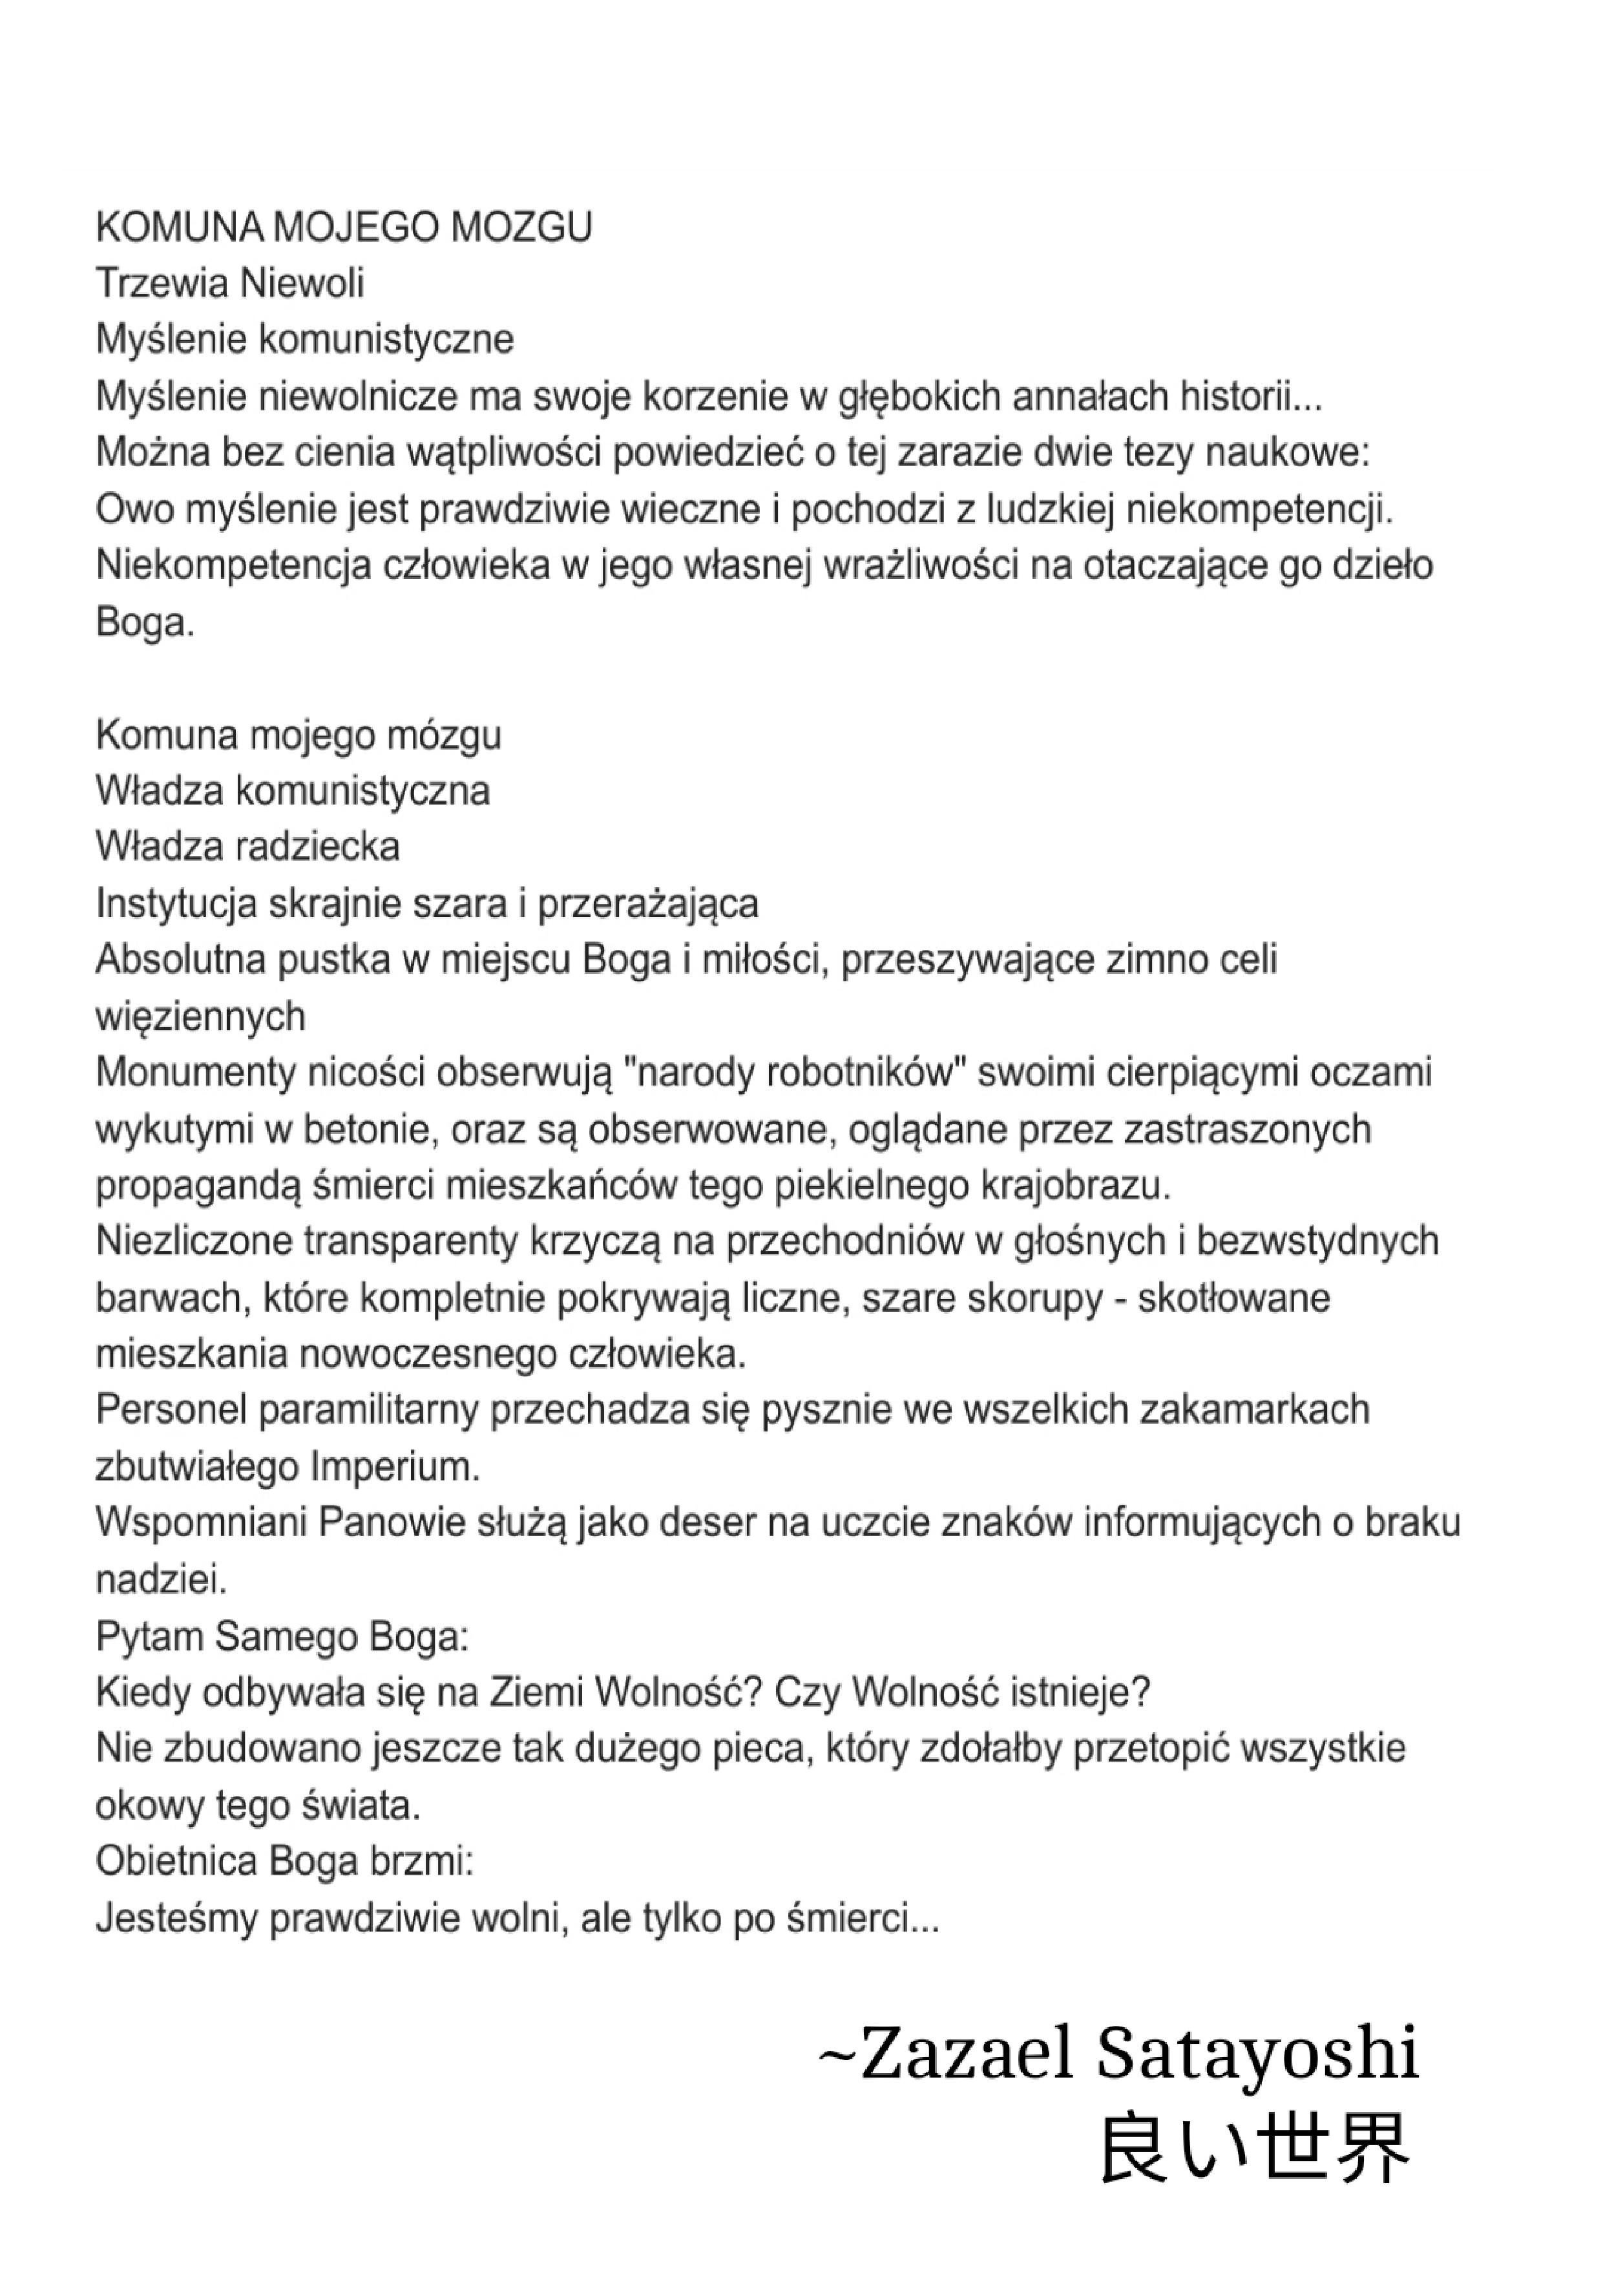 KOMUNA MOJEGO MOZGU
Trzewia Niewoli
Myślenie komunistyczne
Myślenie niewolnicze ma swoje korzenie w głębokich annałach historii...
Można bez cienia wątpliwości powiedzieć o tej zarazie dwie tezy naukowe:
Owo myślenie jest prawdziwie wieczne i pochodzi z ludzkiej niekompetencji.
Niekompetencja człowieka w jego własnej wrażliwości na otaczające go dzieło
Boga.
Komuna mojego mózgu
Władza komunistyczna
Władza radziecka
Instytucja skrajnie szara i przerażająca
Absolutna pustka w miejscu Boga i miłości, przeszywające zimno celi
więziennych
Monumenty nicości obserwują "narody robotników" swoimi cierpiącymi oczami
wykutymi w betonie, oraz są obserwowane, oglądane przez zastraszonych
propagandą śmierci mieszkańców tego piekielnego krajobrazu.
Niezliczone transparenty krzyczą na przechodniów w głośnych i bezwstydnych
barwach, które kompletnie pokrywają liczne, szare skorupy - skotłowane
mieszkania nowoczesnego człowieka.
Personel paramilitarny przechadza się pysznie we wszelkich zakamarkach
zbutwiałego Imperium.
Wspomniani Panowie służą jako deser na uczcie znaków informujących o braku
nadziei.
Pytam Samego Boga:
Kiedy odbywała się na Ziemi Wolność? Czy Wolność istnieje?
Nie zbudowano jeszcze tak dużego pieca, który zdołałby przetopić wszystkie
okowy tego świata.
Obietnica Boga brzmi:
Jesteśmy prawdziwie wolni, ale tylko po śmierci...
~Zazael Satayoshi
良い世界